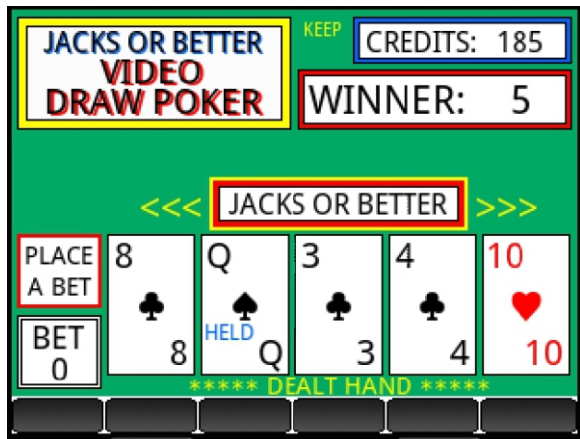 JACKS OR BETTER
VIDEO
DRAW POKER
KEEP
CREDITS: 185
WINNER: 5
<<< JACKS OR BETTER >>>
PLACE
A BET
BET
0
8
8
Q
HELD
Q
3
3
4
4
10
10
***** DEALT HAND *****